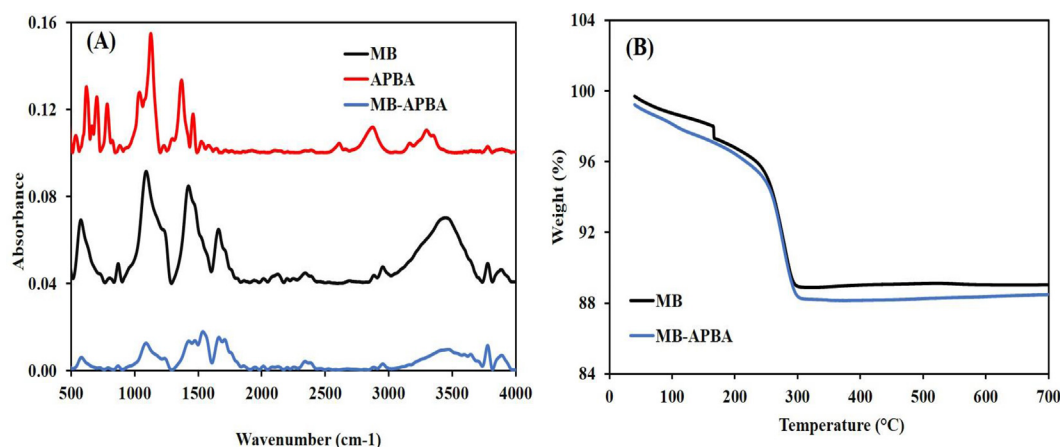 (A)
0.16
0.12
0.08
0.04
0.00
Absorbance
MB
APBA
MB-APBA
500 1000 1500 2000 2500 3000 3500 4000
Wavenumber (cm-1)
(B)
104
100
96
92
88
84
Weight (%)
MB
MB-APBA
0 100 200 300 400 500 600 700
Temperature (°C)